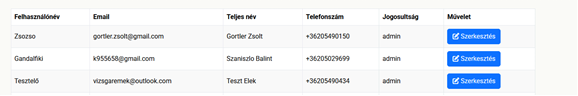 Felhasználónév Email Teljes név Telefonszám Jogosultság Művelet
Zsozso gortler.zsolt@gmail.com Gortler Zsolt +36205490150 admin Szerkesztés
Gandalfiki k955658@gmail.com Szaniszlo Balint +36205029699 admin Szerkesztés
Tesztelő vizsgaremek@outlook.com Teszt Elek +36205490434 admin Szerkesztés